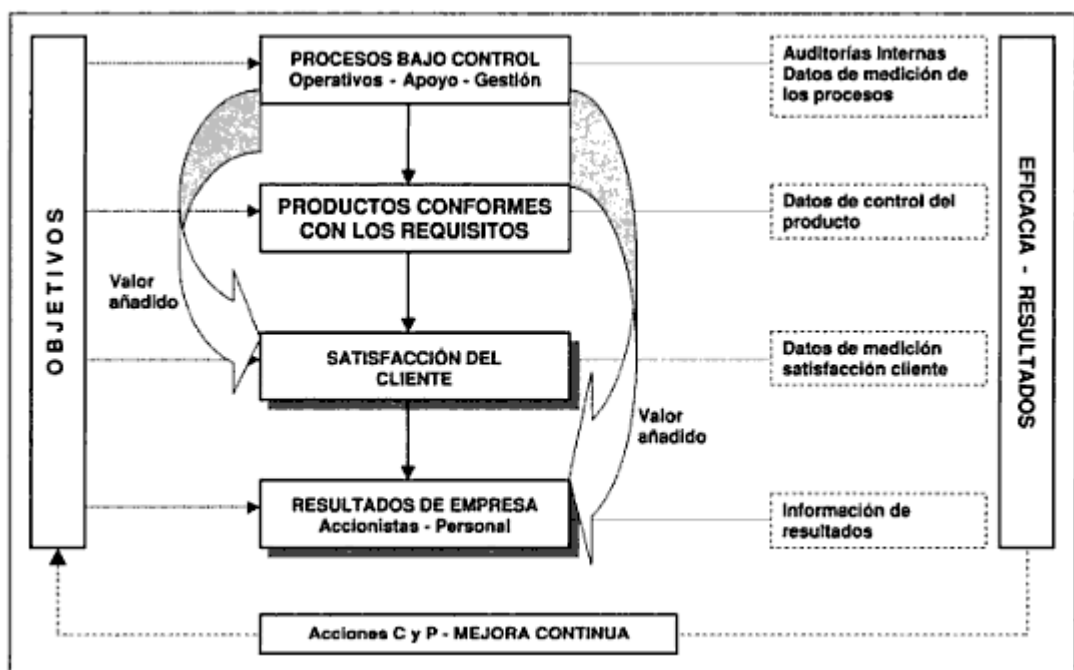 PROCESOS BAJO CONTROL
Operativos - Apoyo - Gestión
Auditorías Internas
Datos de medición de
los procesos
OBJETIVOS
PRODUCTOS CONFORMES
CON LOS REQUISITOS
Datos de control del
producto
EFICACIA - RESULTADOS
Valor
añadido
SATISFACCIÓN DEL
CLIENTE
Datos de medición
satisfacción cliente
Valor
añadido
RESULTADOS DE EMPRESA
Accionistas - Personal
Información de
resultados
Acciones C y P - MEJORA CONTINUA